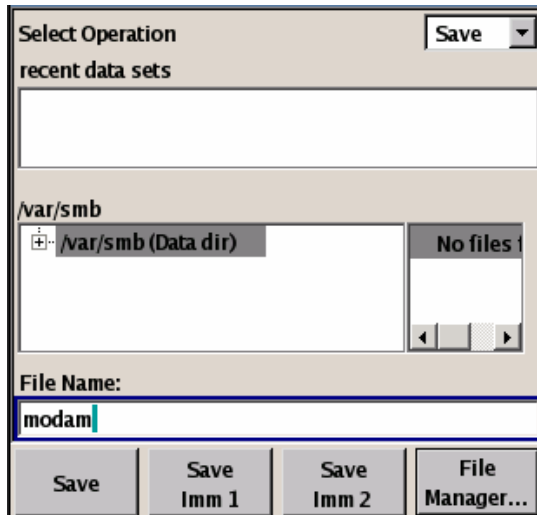 Select Operation Save
recent data sets
/var/smb
/var/smb (Data dir) No files
File Name:
modam
Save Save Imm 1 Save Imm 2 File Manager...